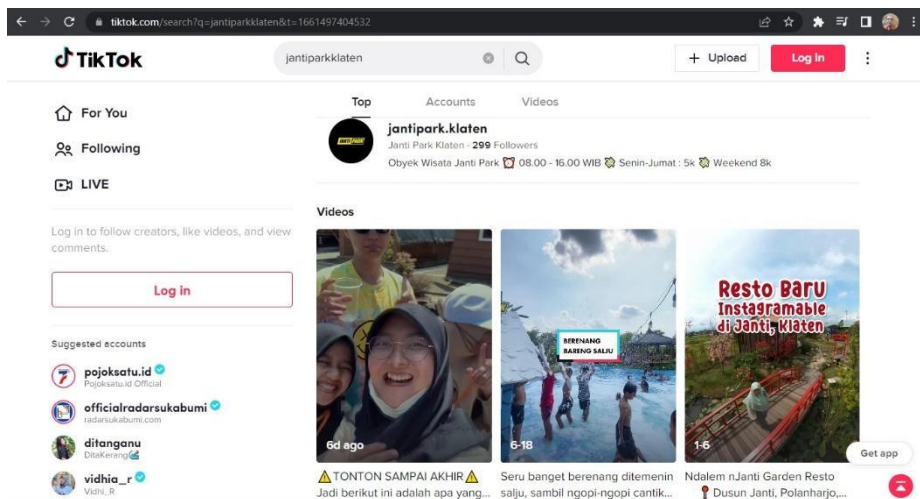 tiktok.com/search?q=jantiparkklaten&t=1661497404532
TikTok
jantiparkklaten
+ Upload
Log in
For You
Following
LIVE
Log in to follow creators, like videos, and view
comments.
Log in
Suggested accounts
pojoksatu.id
Pojoksatu.id Official
officialradarsukabumi
radarsukabumi.com
ditanganu
DitaKerang
vidhia_r
Vidhi_R
Top Accounts Videos
JANTI PARK
jantipark.klaten
Janti Park Klaten · 299 Followers
Obyek Wisata Janti Park ⏰ 08.00 - 16.00 WIB 💸 Senin-Jumat : 5k 💸 Weekend 8k
Videos
6d ago
⚠️ TONTON SAMPAI AKHIR ⚠️
Jadi berikut ini adalah apa yang...
BERENANG
BARENG SALJU
6-18
Seru banget berenang ditemenin
salju, sambil ngopi-ngopi cantik...
Resto Baru
Instagramable
di Janti, Klaten
1-6
Ndalem nJanti Garden Resto
📍 Dusun Janti, Polanharjo,...
Get app